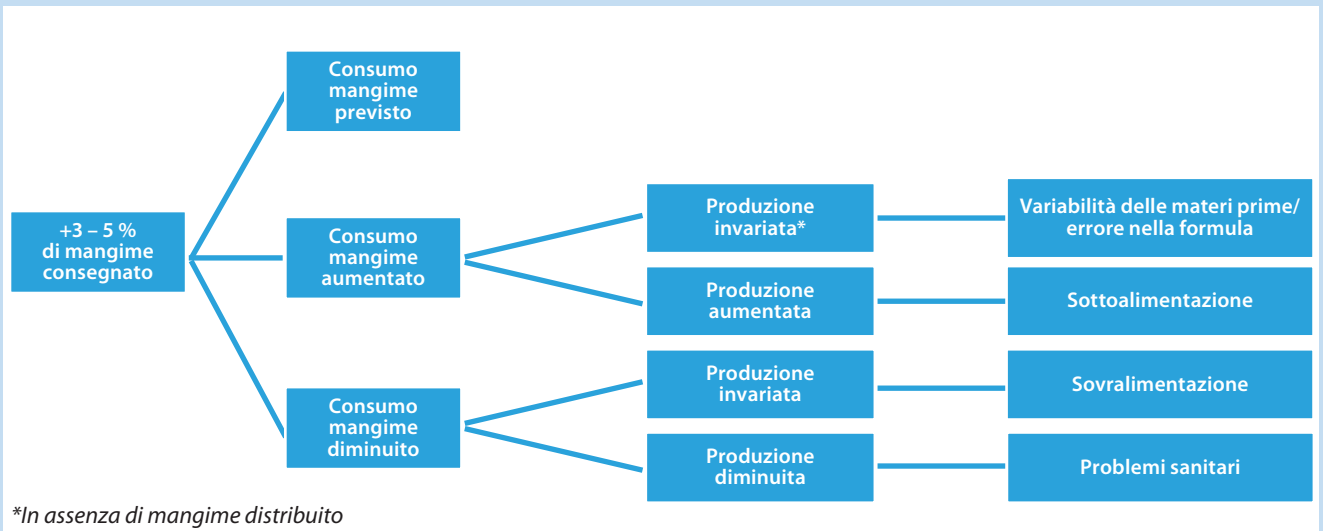 +3 – 5 %
di mangime
consegnato
Consumo
mangime
previsto
Consumo
mangime
aumentato
Consumo
mangime
diminuito
Produzione
invariata*
Produzione
aumentata
Produzione
invariata
Produzione
diminuita
Variabilità delle materi prime/
errore nella formula
Sottoalimentazione
Sovralimentazione
Problemi sanitari
*In assenza di mangime distribuito